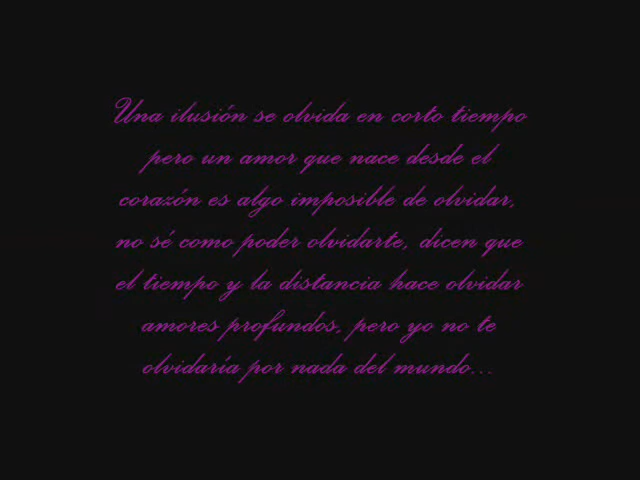 Una ilusión se olvida en corto tiempo
pero un amor que nace desde el
corazón es algo imposible de olvidar,
no sé como poder olvidarte, dicen que
el tiempo y la distancia hace olvidar
amores profundos, pero yo no te
olvidaría por nada del mundo...